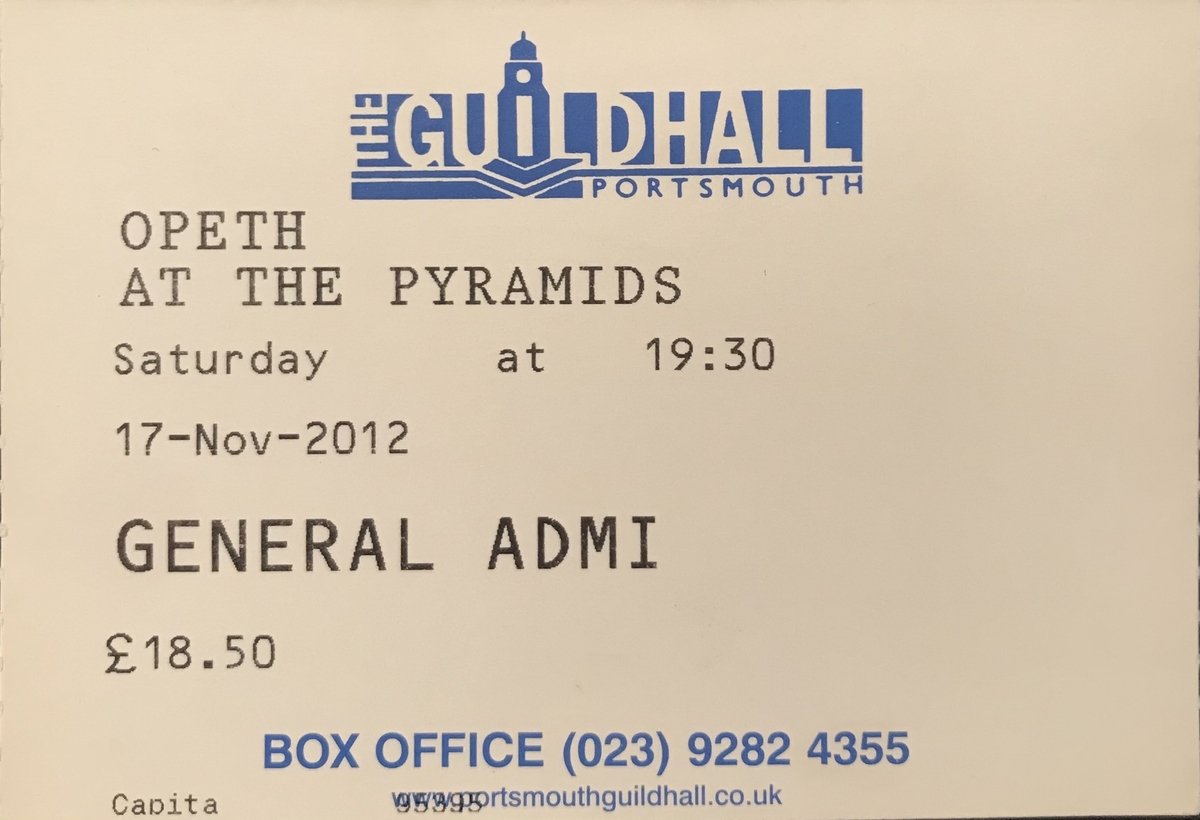 THE GUILDHALL
PORTSMOUTH
OPETH
AT THE PYRAMIDS
Saturday at 19:30
17-Nov-2012
GENERAL ADMI
£18.50
BOX OFFICE (023) 9282 4355
Capita 95395 www.portsmouthguildhall.co.uk